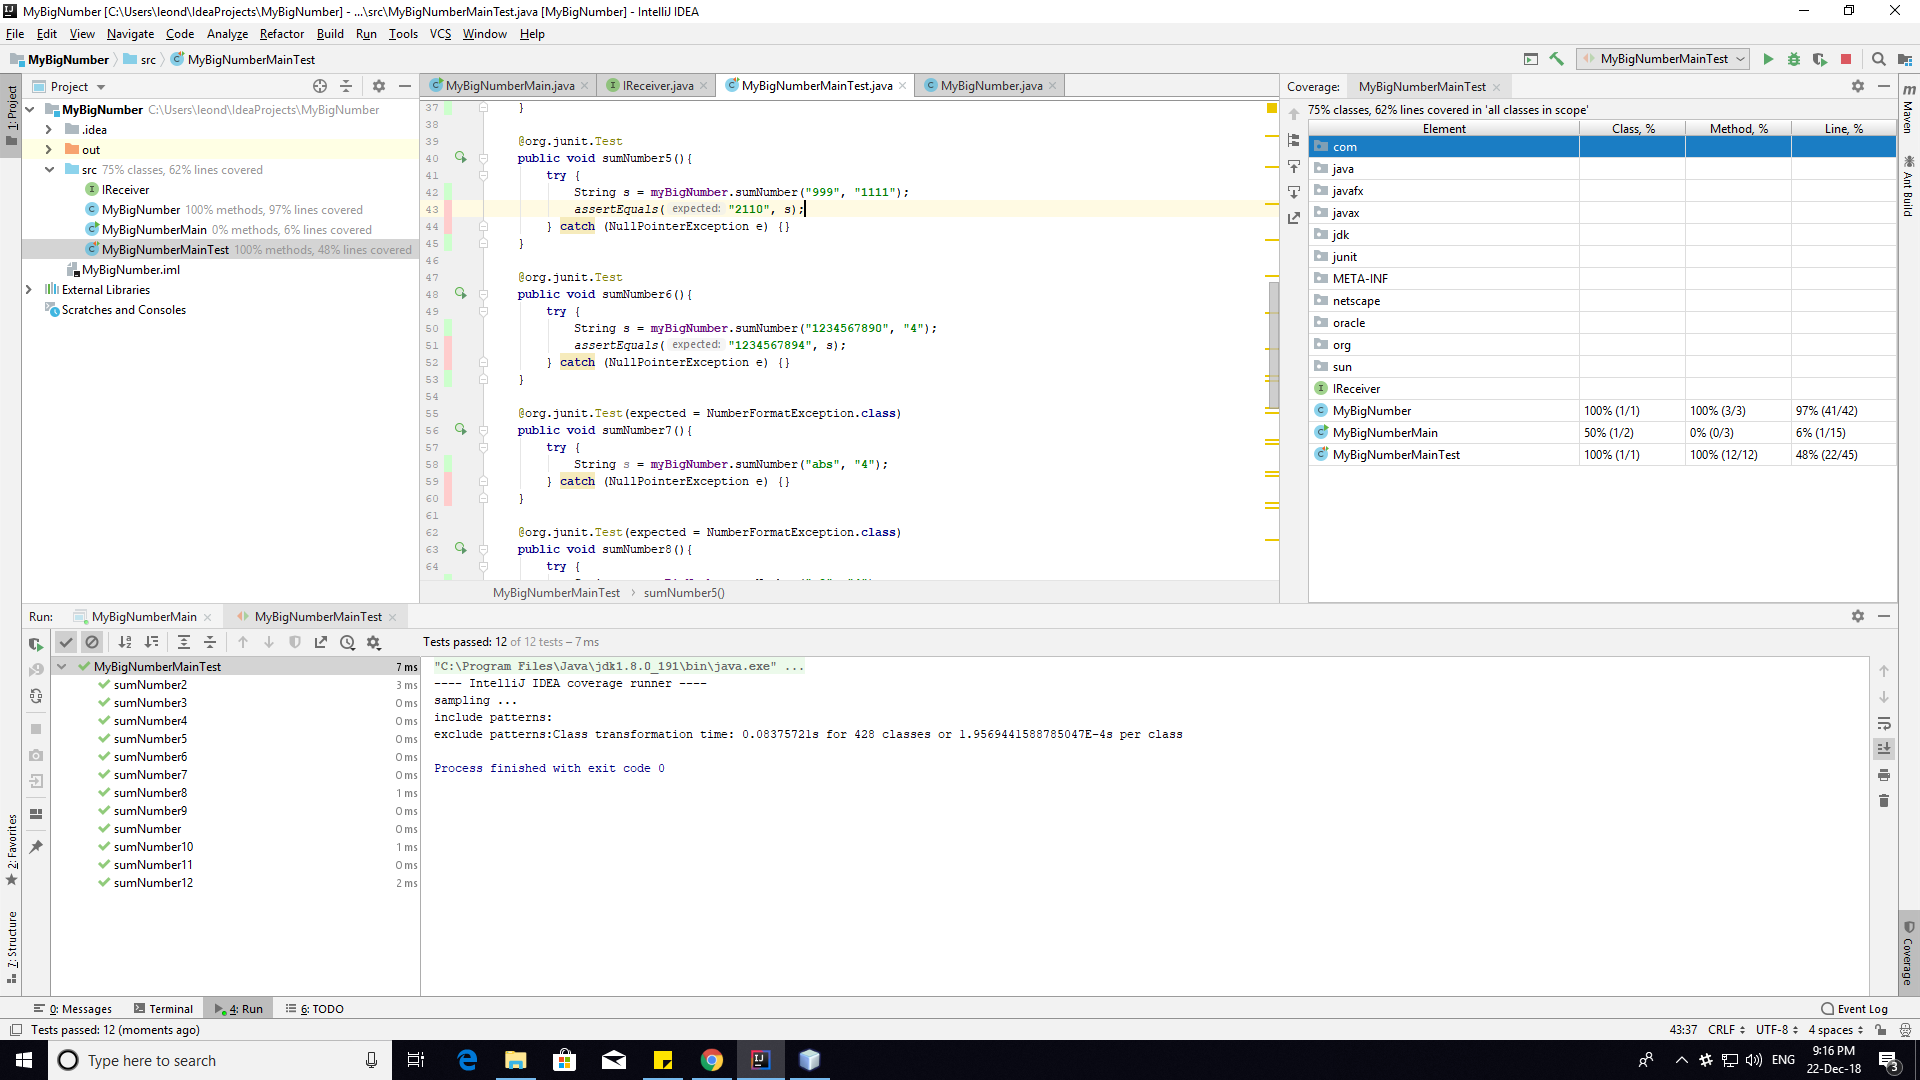 MyBigNumber [C:\Users\leond\IdeaProjects\MyBigNumber] - ...\src\MyBigNumberMainTest.java [MyBigNumber] - IntelliJ IDEA
File Edit View Navigate Code Analyze Refactor Build Run Tools VCS Window Help
MyBigNumber src MyBigNumberMainTest
MyBigNumberMainTest
1: Project
2: Favorites
7: Structure
Project
MyBigNumber C:\Users\leond\IdeaProjects\MyBigNumber
.idea
out
src 75% classes, 62% lines covered
IReceiver
MyBigNumber 100% methods, 97% lines covered
MyBigNumberMain 0% methods, 6% lines covered
MyBigNumberMainTest 100% methods, 48% lines covered
MyBigNumber.iml
External Libraries
Scratches and Consoles
MyBigNumberMain.java IReceiver.java MyBigNumberMainTest.java MyBigNumber.java
37 }
38
39 @org.junit.Test
40 public void sumNumber5(){
41 try {
42 String s = myBigNumber.sumNumber("999", "1111");
43 assertEquals( expected: "2110", s);
44 } catch (NullPointerException e) {}
45 }
46
47 @org.junit.Test
48 public void sumNumber6(){
49 try {
50 String s = myBigNumber.sumNumber("1234567890", "4");
51 assertEquals( expected: "1234567894", s);
52 } catch (NullPointerException e) {}
53 }
54
55 @org.junit.Test(expected = NumberFormatException.class)
56 public void sumNumber7(){
57 try {
58 String s = myBigNumber.sumNumber("abs", "4");
59 } catch (NullPointerException e) {}
60 }
61
62 @org.junit.Test(expected = NumberFormatException.class)
63 public void sumNumber8(){
64 try {
MyBigNumberMainTest sumNumber5()
Coverage: MyBigNumberMainTest
75% classes, 62% lines covered in 'all classes in scope'
Element Class, % Method, % Line, %
com
java
javafx
javax
jdk
junit
META-INF
netscape
oracle
org
sun
IReceiver
MyBigNumber 100% (1/1) 100% (3/3) 97% (41/42)
MyBigNumberMain 50% (1/2) 0% (0/3) 6% (1/15)
MyBigNumberMainTest 100% (1/1) 100% (12/12) 48% (22/45)
Maven
Ant Build
Coverage
Run: MyBigNumberMain MyBigNumberMainTest
Tests passed: 12 of 12 tests – 7 ms
MyBigNumberMainTest 7 ms
sumNumber2 3 ms
sumNumber3 0 ms
sumNumber4 0 ms
sumNumber5 0 ms
sumNumber6 0 ms
sumNumber7 0 ms
sumNumber8 1 ms
sumNumber9 0 ms
sumNumber 0 ms
sumNumber10 1 ms
sumNumber11 0 ms
sumNumber12 2 ms
"C:\Program Files\Java\jdk1.8.0_191\bin\java.exe" ...
---- IntelliJ IDEA coverage runner ----
sampling ...
include patterns:
exclude patterns:Class transformation time: 0.0837572ls for 428 classes or 1.9569441588785047E-4s per class
Process finished with exit code 0
0: Messages Terminal 4: Run 6: TODO Event Log
Tests passed: 12 (moments ago) 43:37 CRLF UTF-8 4 spaces
Type here to search ENG 9:16 PM
22-Dec-18
3